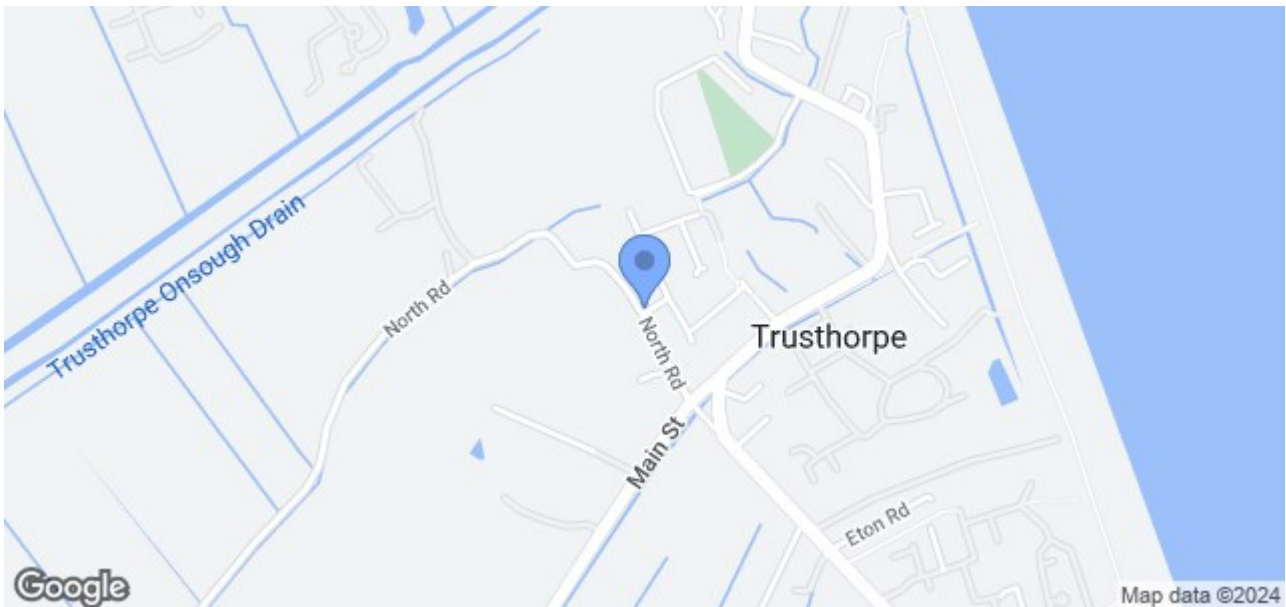 Trusthorpe Onsough Drain
North Rd
North Rd
Trusthorpe
Main St
Eton Rd
Google
Map data ©2024